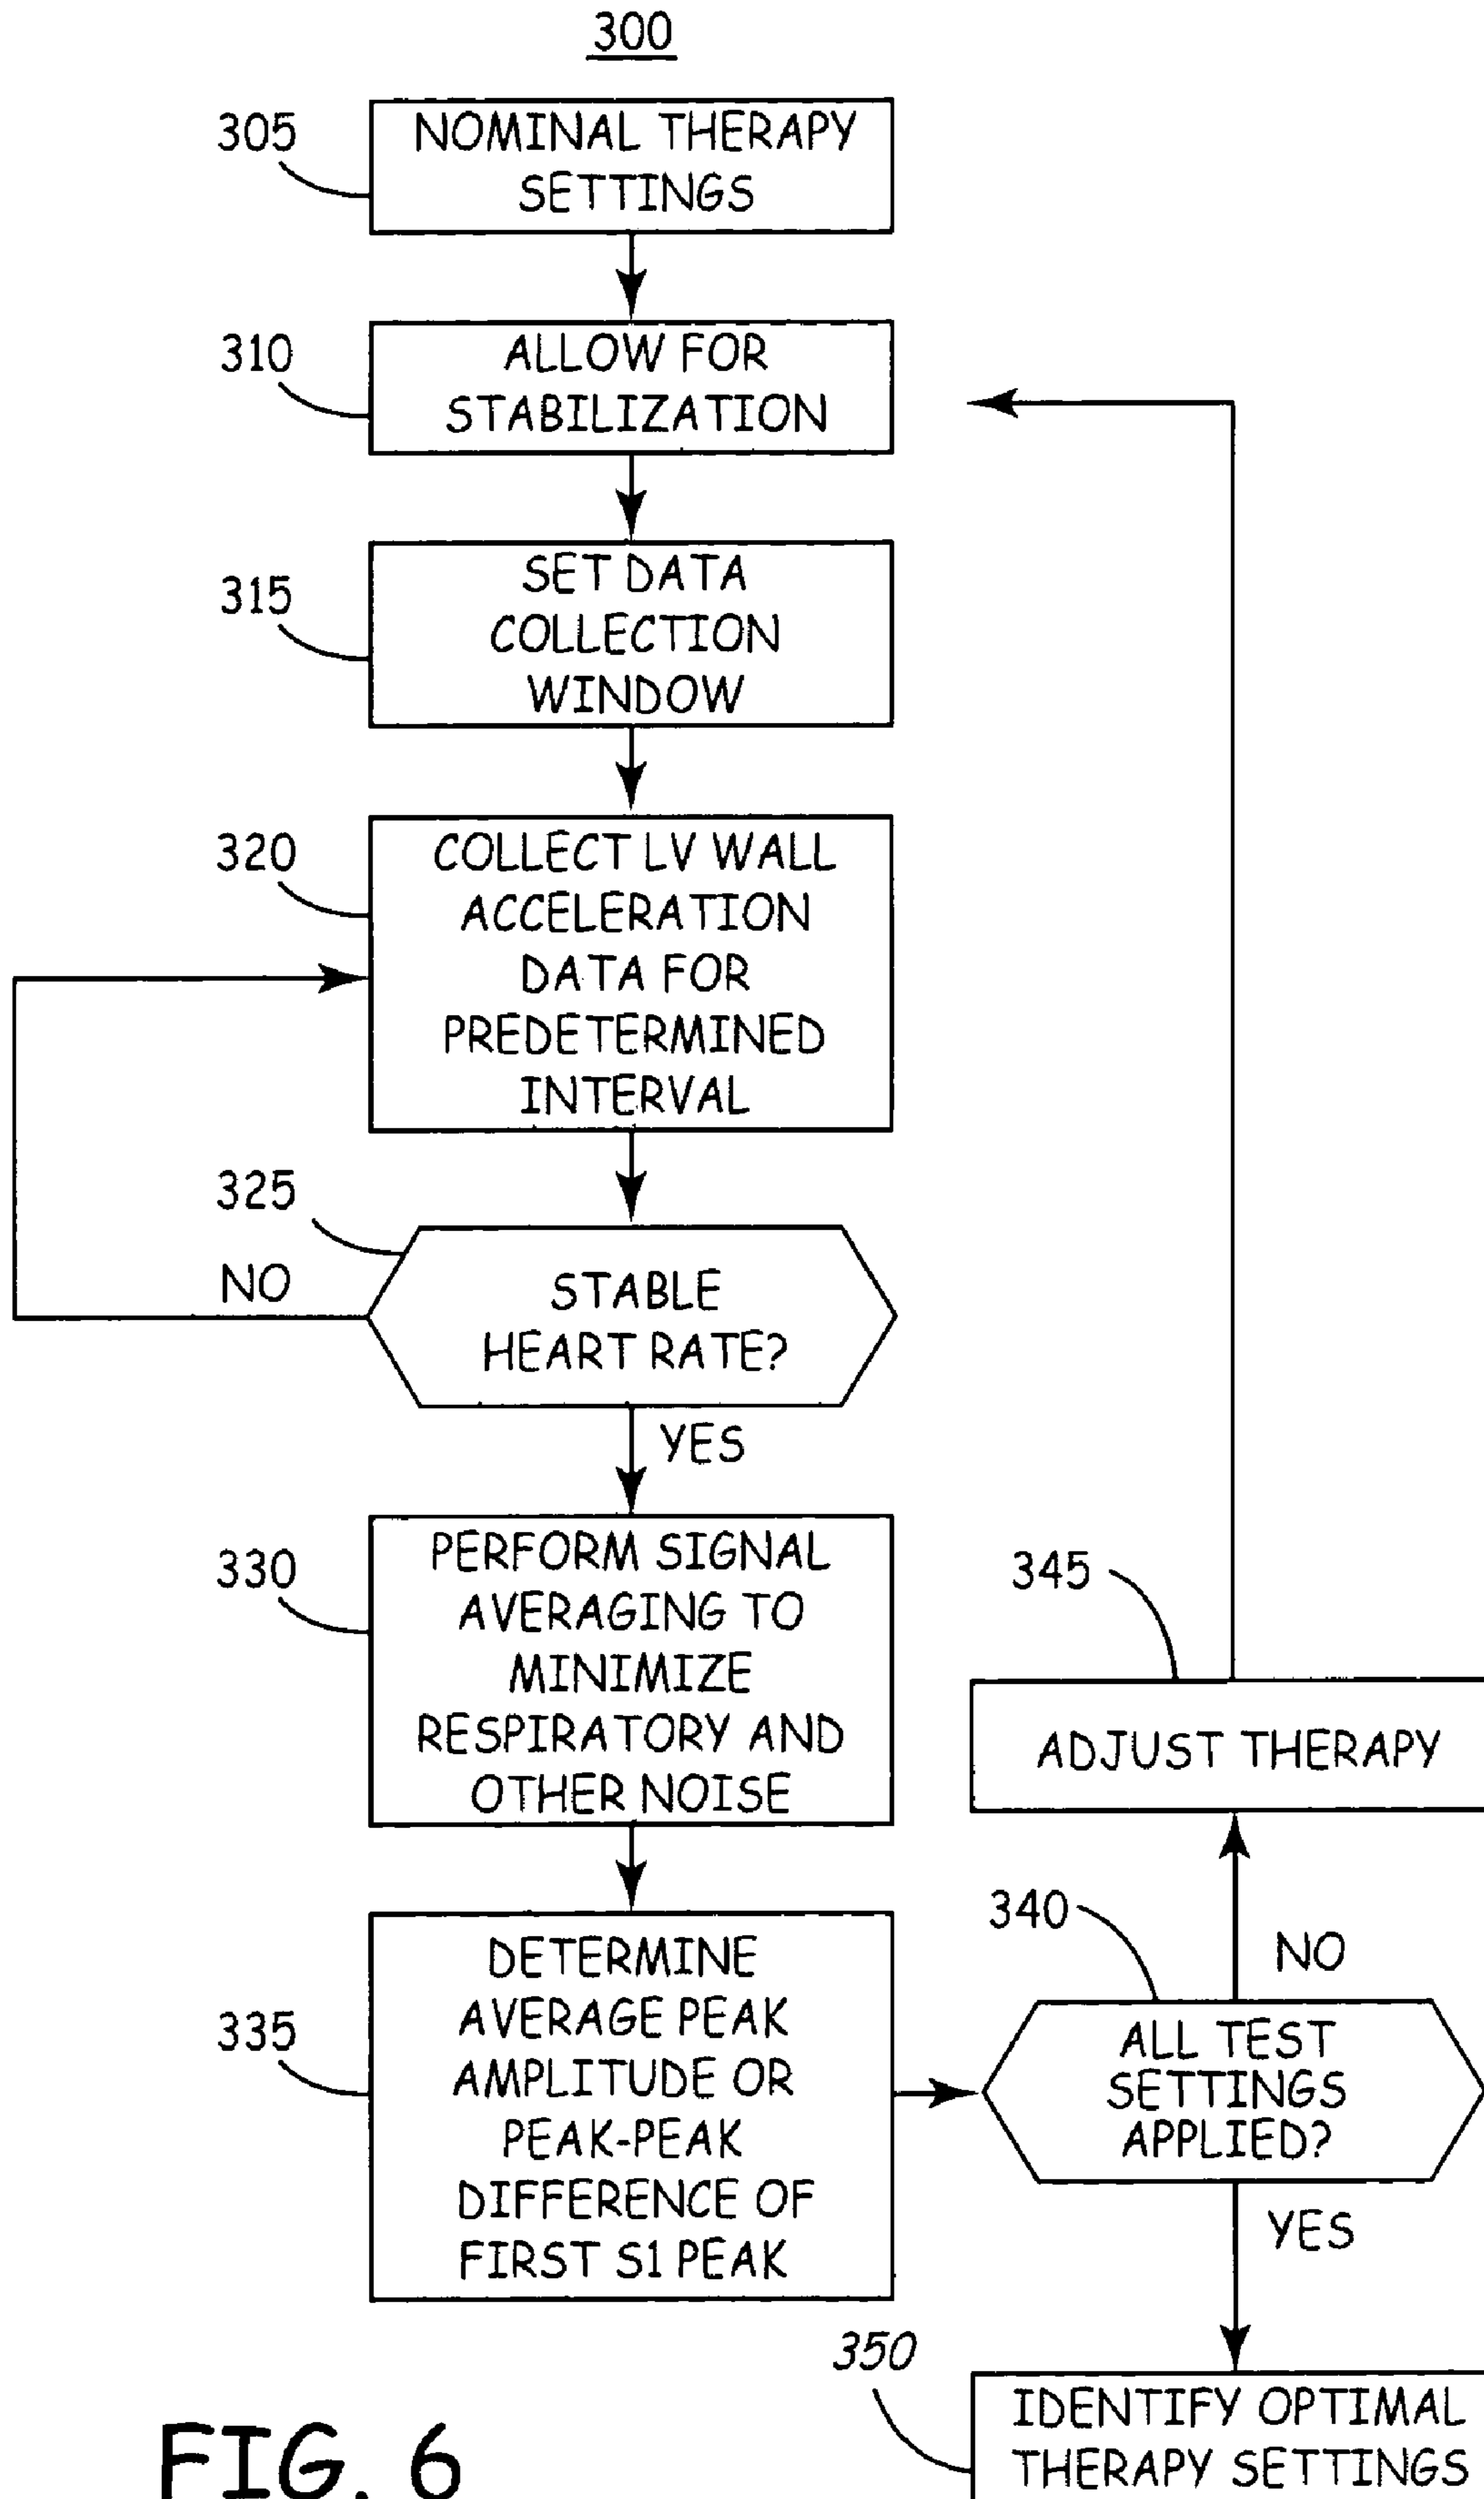 300
305
NOMINAL THERAPY
SETTINGS
310
ALLOW FOR
STABILIZATION
315
SET DATA
COLLECTION
WINDOW
320
COLLECT LV WALL
ACCELERATION
DATA FOR
PREDETERMINED
INTERVAL
325
NO
STABLE
HEART RATE?
YES
330
PERFORM SIGNAL
AVERAGING TO
MINIMIZE
RESPIRATORY AND
OTHER NOISE
335
DETERMINE
AVERAGE PEAK
AMPLITUDE OR
PEAK-PEAK
DIFFERENCE OF
FIRST S1 PEAK
345
ADJUST THERAPY
340
NO
ALL TEST
SETTINGS
APPLIED?
YES
350
IDENTIFY OPTIMAL
THERAPY SETTINGS
FIG. 6